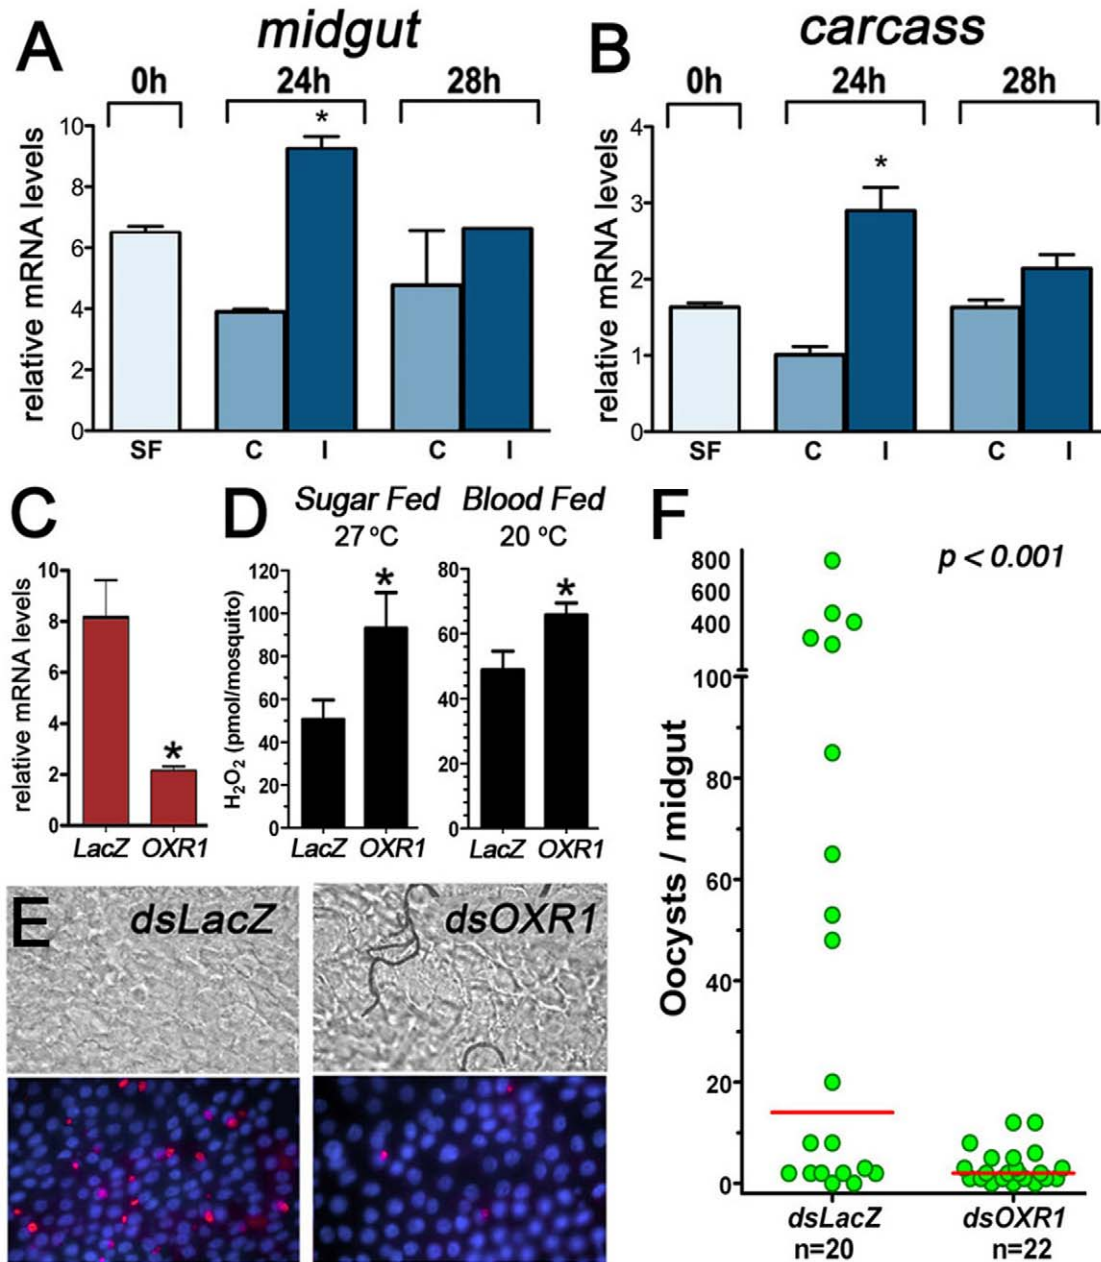 A
midgut
0h 24h 28h
relative mRNA levels
10
8
6
4
2
0
*
SF C I C I
B
carcass
0h 24h 28h
relative mRNA levels
4
3
2
1
0
*
SF C I C I
C
relative mRNA levels
10
8
6
4
2
0
*
LacZ OXR1
D
Sugar Fed
27 °C
H₂O₂ (pmol/mosquito)
120
100
80
60
40
20
0
*
LacZ OXR1
Blood Fed
20 °C
80
60
40
20
0
*
LacZ OXR1
E
dsLacZ
dsOXR1
F
p < 0.001
Oocysts / midgut
800
600
400
100
80
60
40
20
0
dsLacZ dsOXR1
n=20 n=22